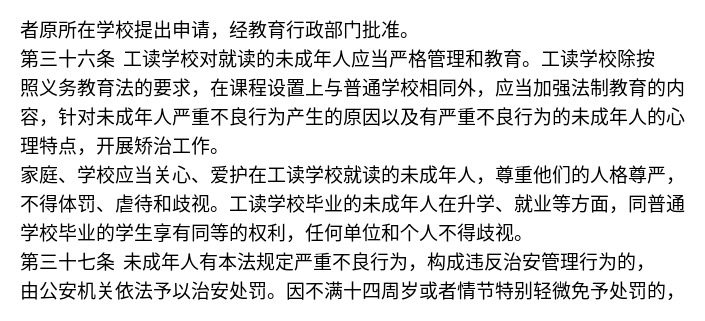 者原所在学校提出申请，经教育行政部门批准。
第三十六条 工读学校对就读的未成年人应当严格管理和教育。工读学校除按
照义务教育法的要求，在课程设置上与普通学校相同外，应当加强法制教育的内
容，针对未成年人严重不良行为产生的原因以及有严重不良行为的未成年人的心
理特点，开展矫治工作。
家庭、学校应当关心、爱护在工读学校就读的未成年人，尊重他们的人格尊严，
不得体罚、虐待和歧视。工读学校毕业的未成年人在升学、就业等方面，同普通
学校毕业的学生享有同等的权利，任何单位和个人不得歧视。
第三十七条 未成年人有本法规定严重不良行为，构成违反治安管理行为的，
由公安机关依法予以治安处罚。因不满十四周岁或者情节特别轻微免予处罚的，